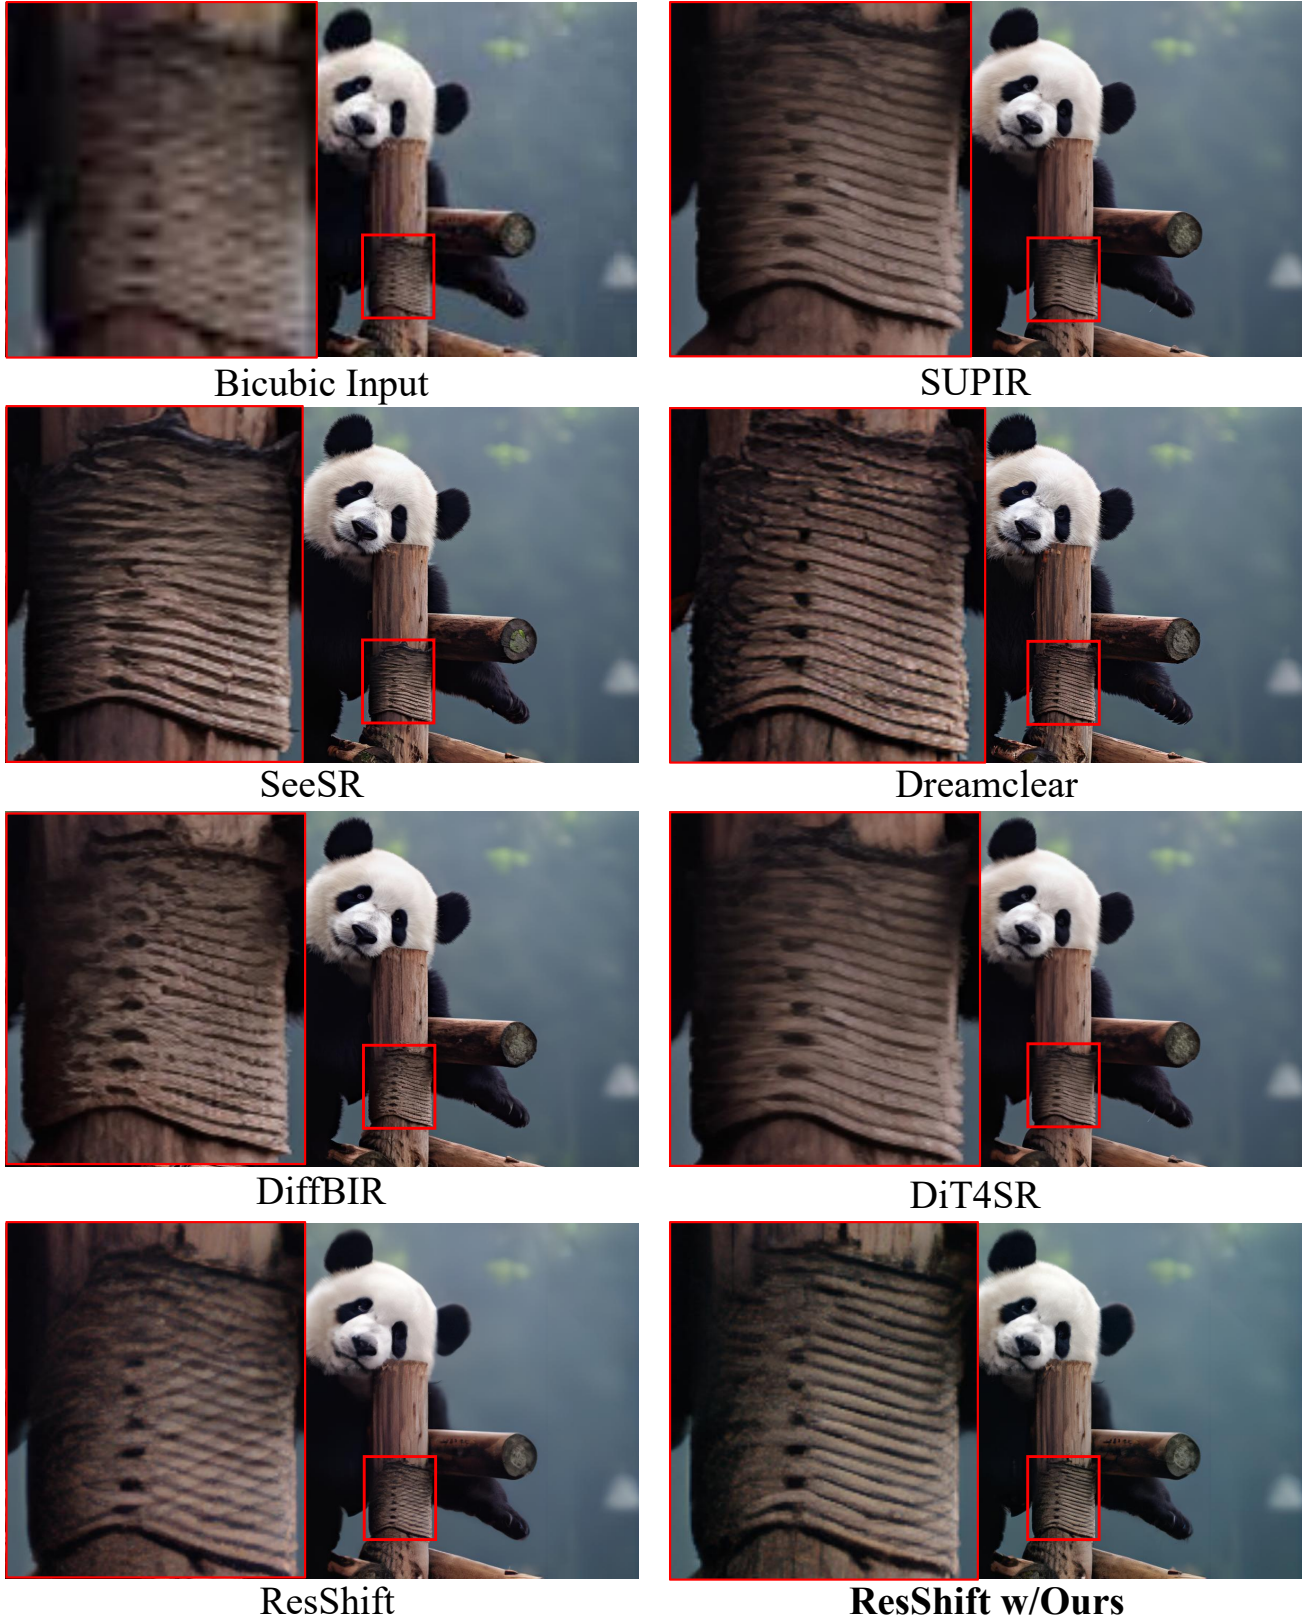 Bicubic Input
SUPIR
SeeSR
Dreamclear
DiffBIR
DiT4SR
ResShift
ResShift w/Ours